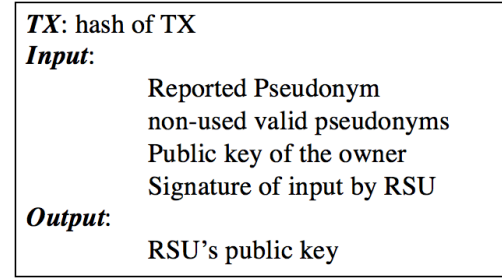 TX: hash of TX
Input:
Reported Pseudonym
non-used valid pseudonyms
Public key of the owner
Signature of input by RSU
Output:
RSU's public key